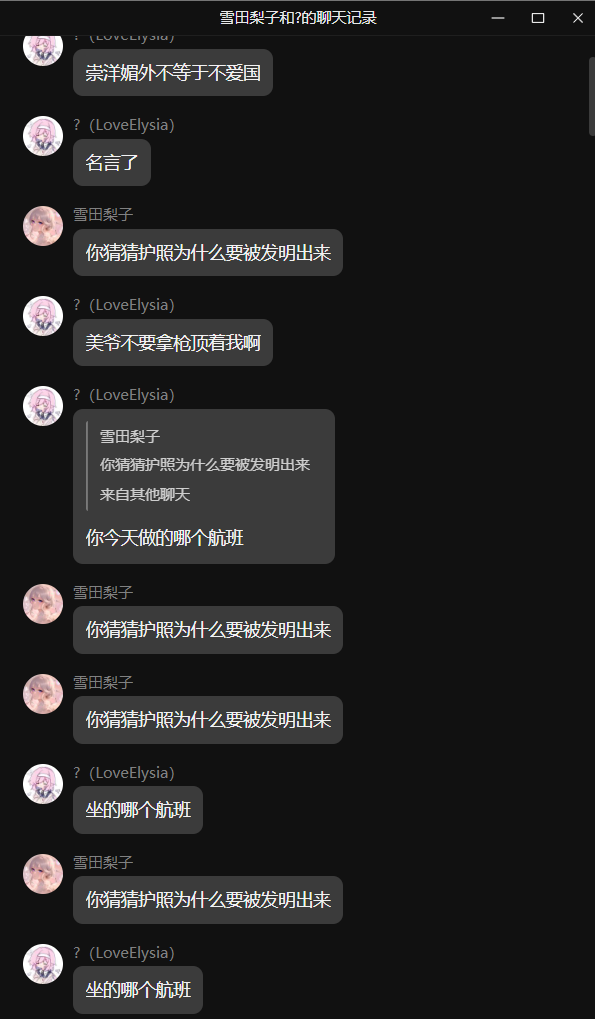 雪田梨子和?的聊天记录
?（LoveElysia）
崇洋媚外不等于不爱国
?（LoveElysia）
名言了
雪田梨子
你猜猜护照为什么要被发明出来
?（LoveElysia）
美爷不要拿枪顶着我啊
?（LoveElysia）
雪田梨子
你猜猜护照为什么要被发明出来
来自其他聊天
你今天做的哪个航班
雪田梨子
你猜猜护照为什么要被发明出来
雪田梨子
你猜猜护照为什么要被发明出来
?（LoveElysia）
坐的哪个航班
雪田梨子
你猜猜护照为什么要被发明出来
?（LoveElysia）
坐的哪个航班